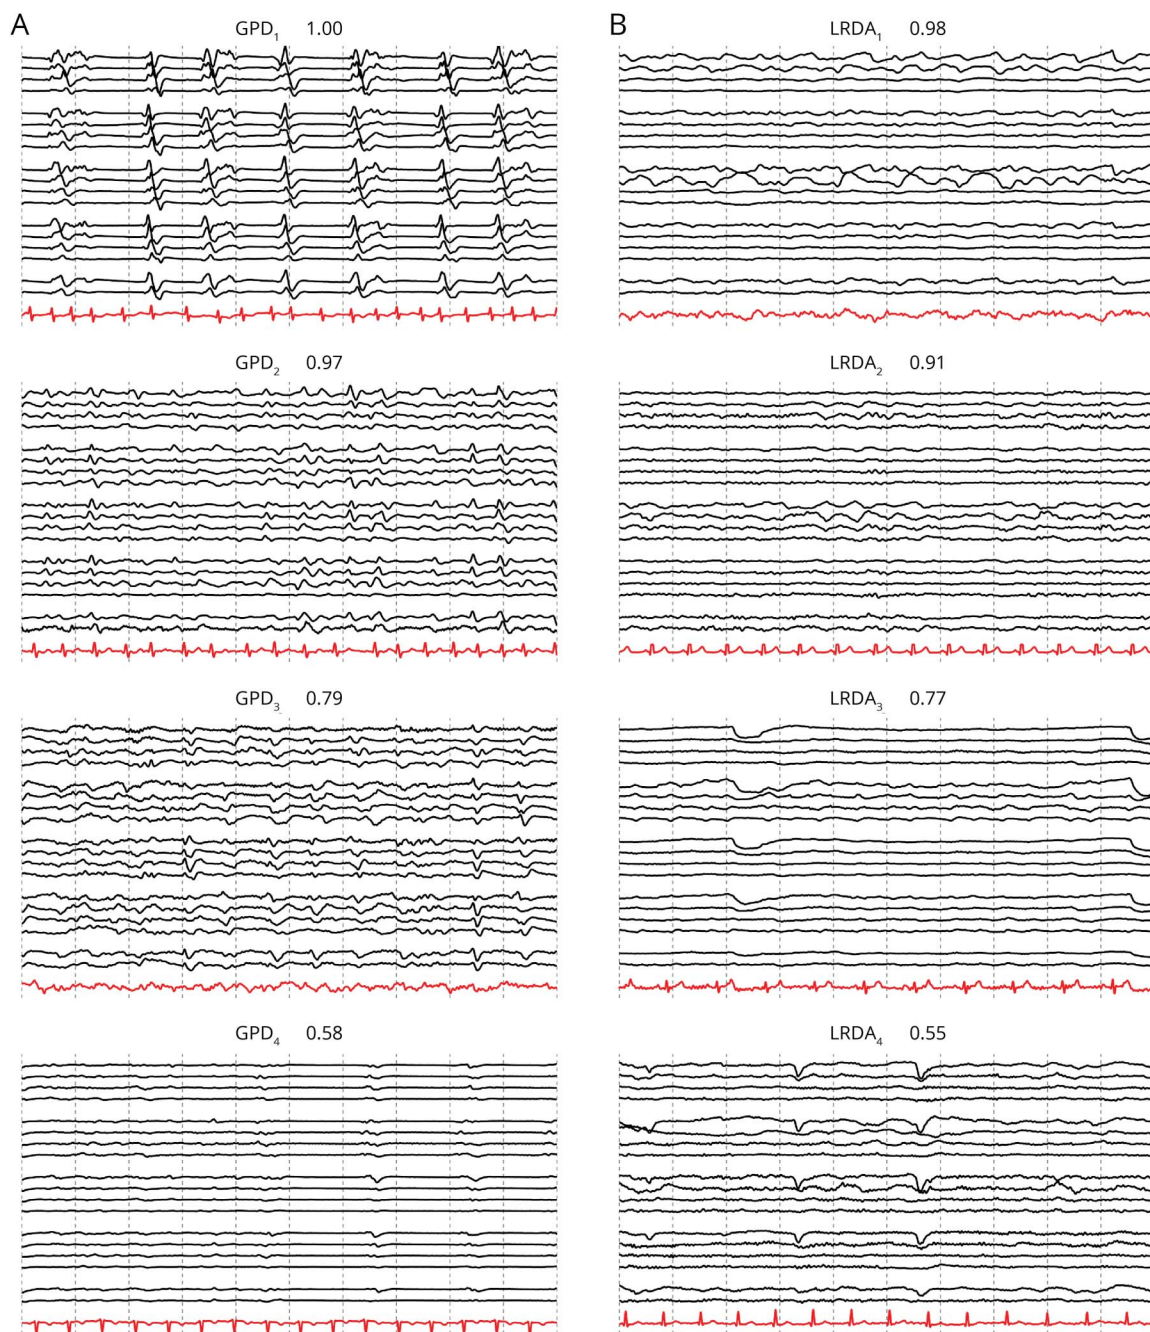 A
GPD1 1.00
GPD2 0.97
GPD3 0.79
GPD4 0.58
B
LRDA1 0.98
LRDA2 0.91
LRDA3 0.77
LRDA4 0.55